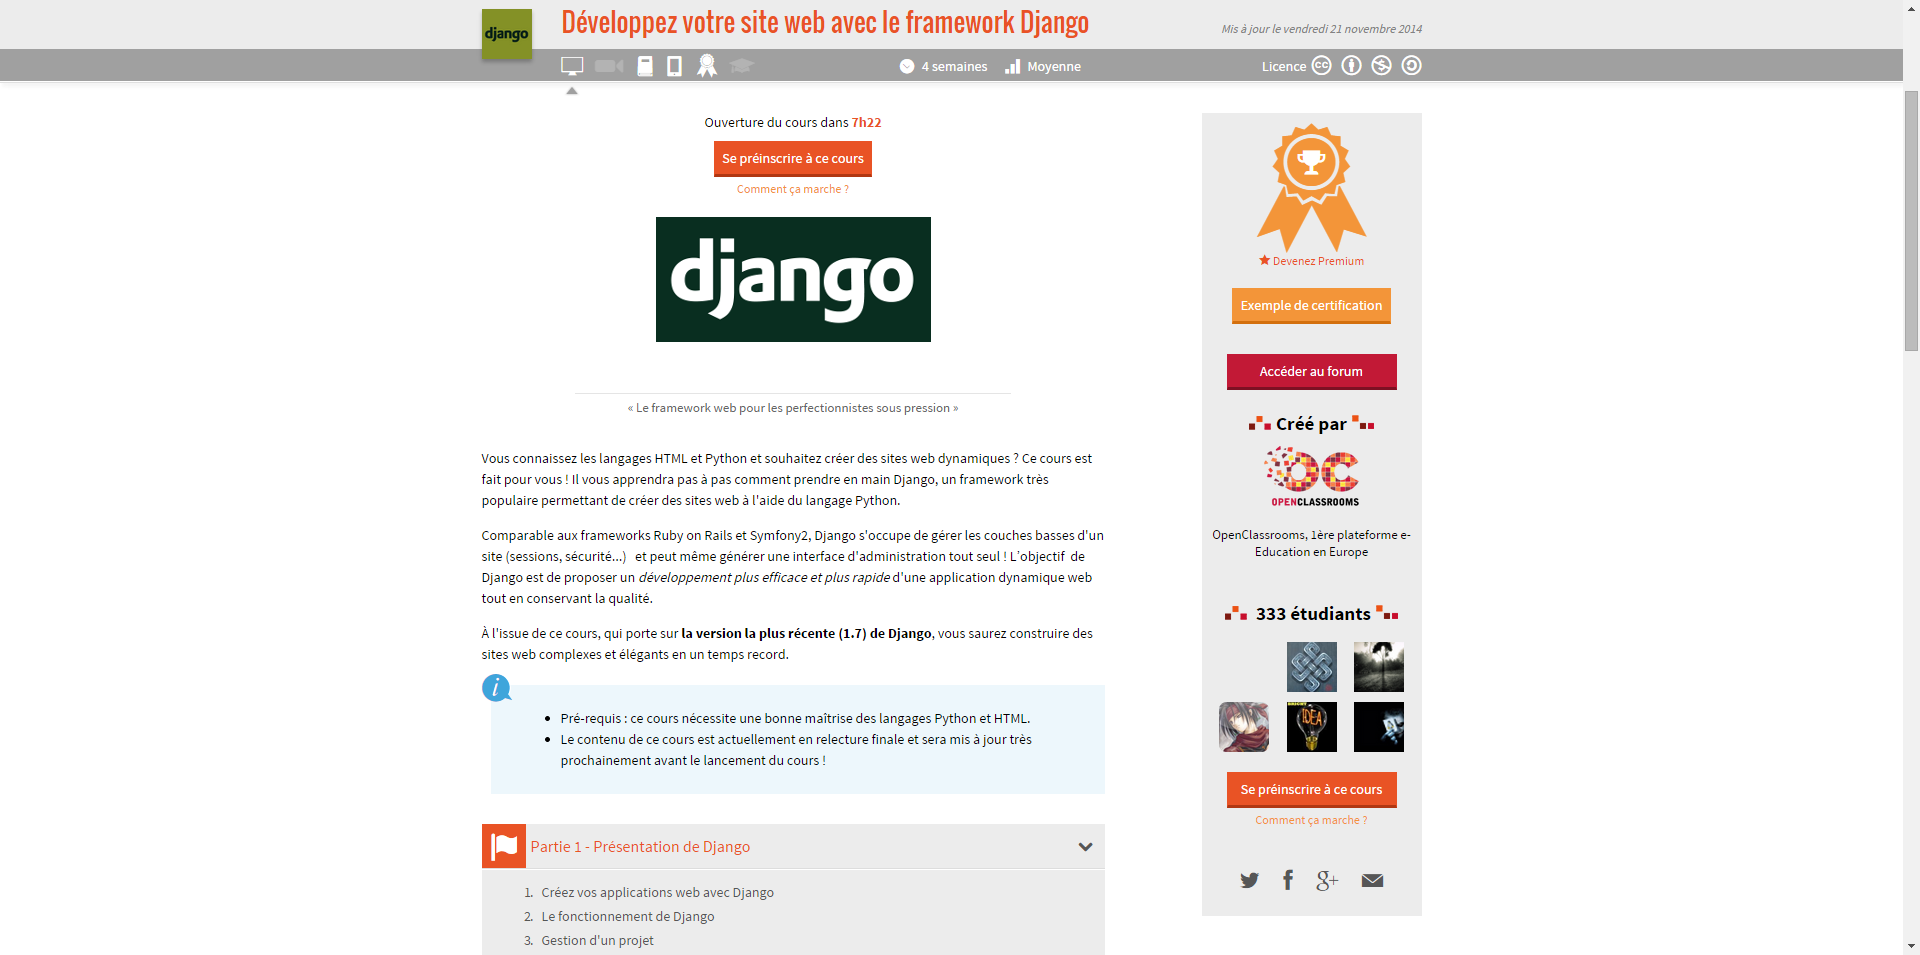 django
Développez votre site web avec le framework Django
Mis à jour le vendredi 21 novembre 2014
4 semaines
Moyenne
Licence
Ouverture du cours dans 7h22
Se préinscrire à ce cours
Comment ça marche ?
django
« Le framework web pour les perfectionnistes sous pression »
Vous connaissez les langages HTML et Python et souhaitez créer des sites web dynamiques ? Ce cours est
fait pour vous ! Il vous apprendra pas à pas comment prendre en main Django, un framework très
populaire permettant de créer des sites web à l'aide du langage Python.
Comparable aux frameworks Ruby on Rails et Symfony2, Django s'occupe de gérer les couches basses d'un
site (sessions, sécurité...) et peut même générer une interface d'administration tout seul ! L'objectif de
Django est de proposer un développement plus efficace et plus rapide d'une application dynamique web
tout en conservant la qualité.
À l'issue de ce cours, qui porte sur la version la plus récente (1.7) de Django, vous saurez construire des
sites web complexes et élégants en un temps record.
Pré-requis : ce cours nécessite une bonne maîtrise des langages Python et HTML.
Le contenu de ce cours est actuellement en relecture finale et sera mis à jour très
prochainement avant le lancement du cours !
Partie 1 - Présentation de Django
1. Créez vos applications web avec Django
2. Le fonctionnement de Django
3. Gestion d'un projet
Devenez Premium
Exemple de certification
Accéder au forum
Créé par
OPENCLASSROOMS
OpenClassrooms, 1ère plateforme e-
Education en Europe
333 étudiants
BRIGHT
IDEA
Se préinscrire à ce cours
Comment ça marche ?
g+